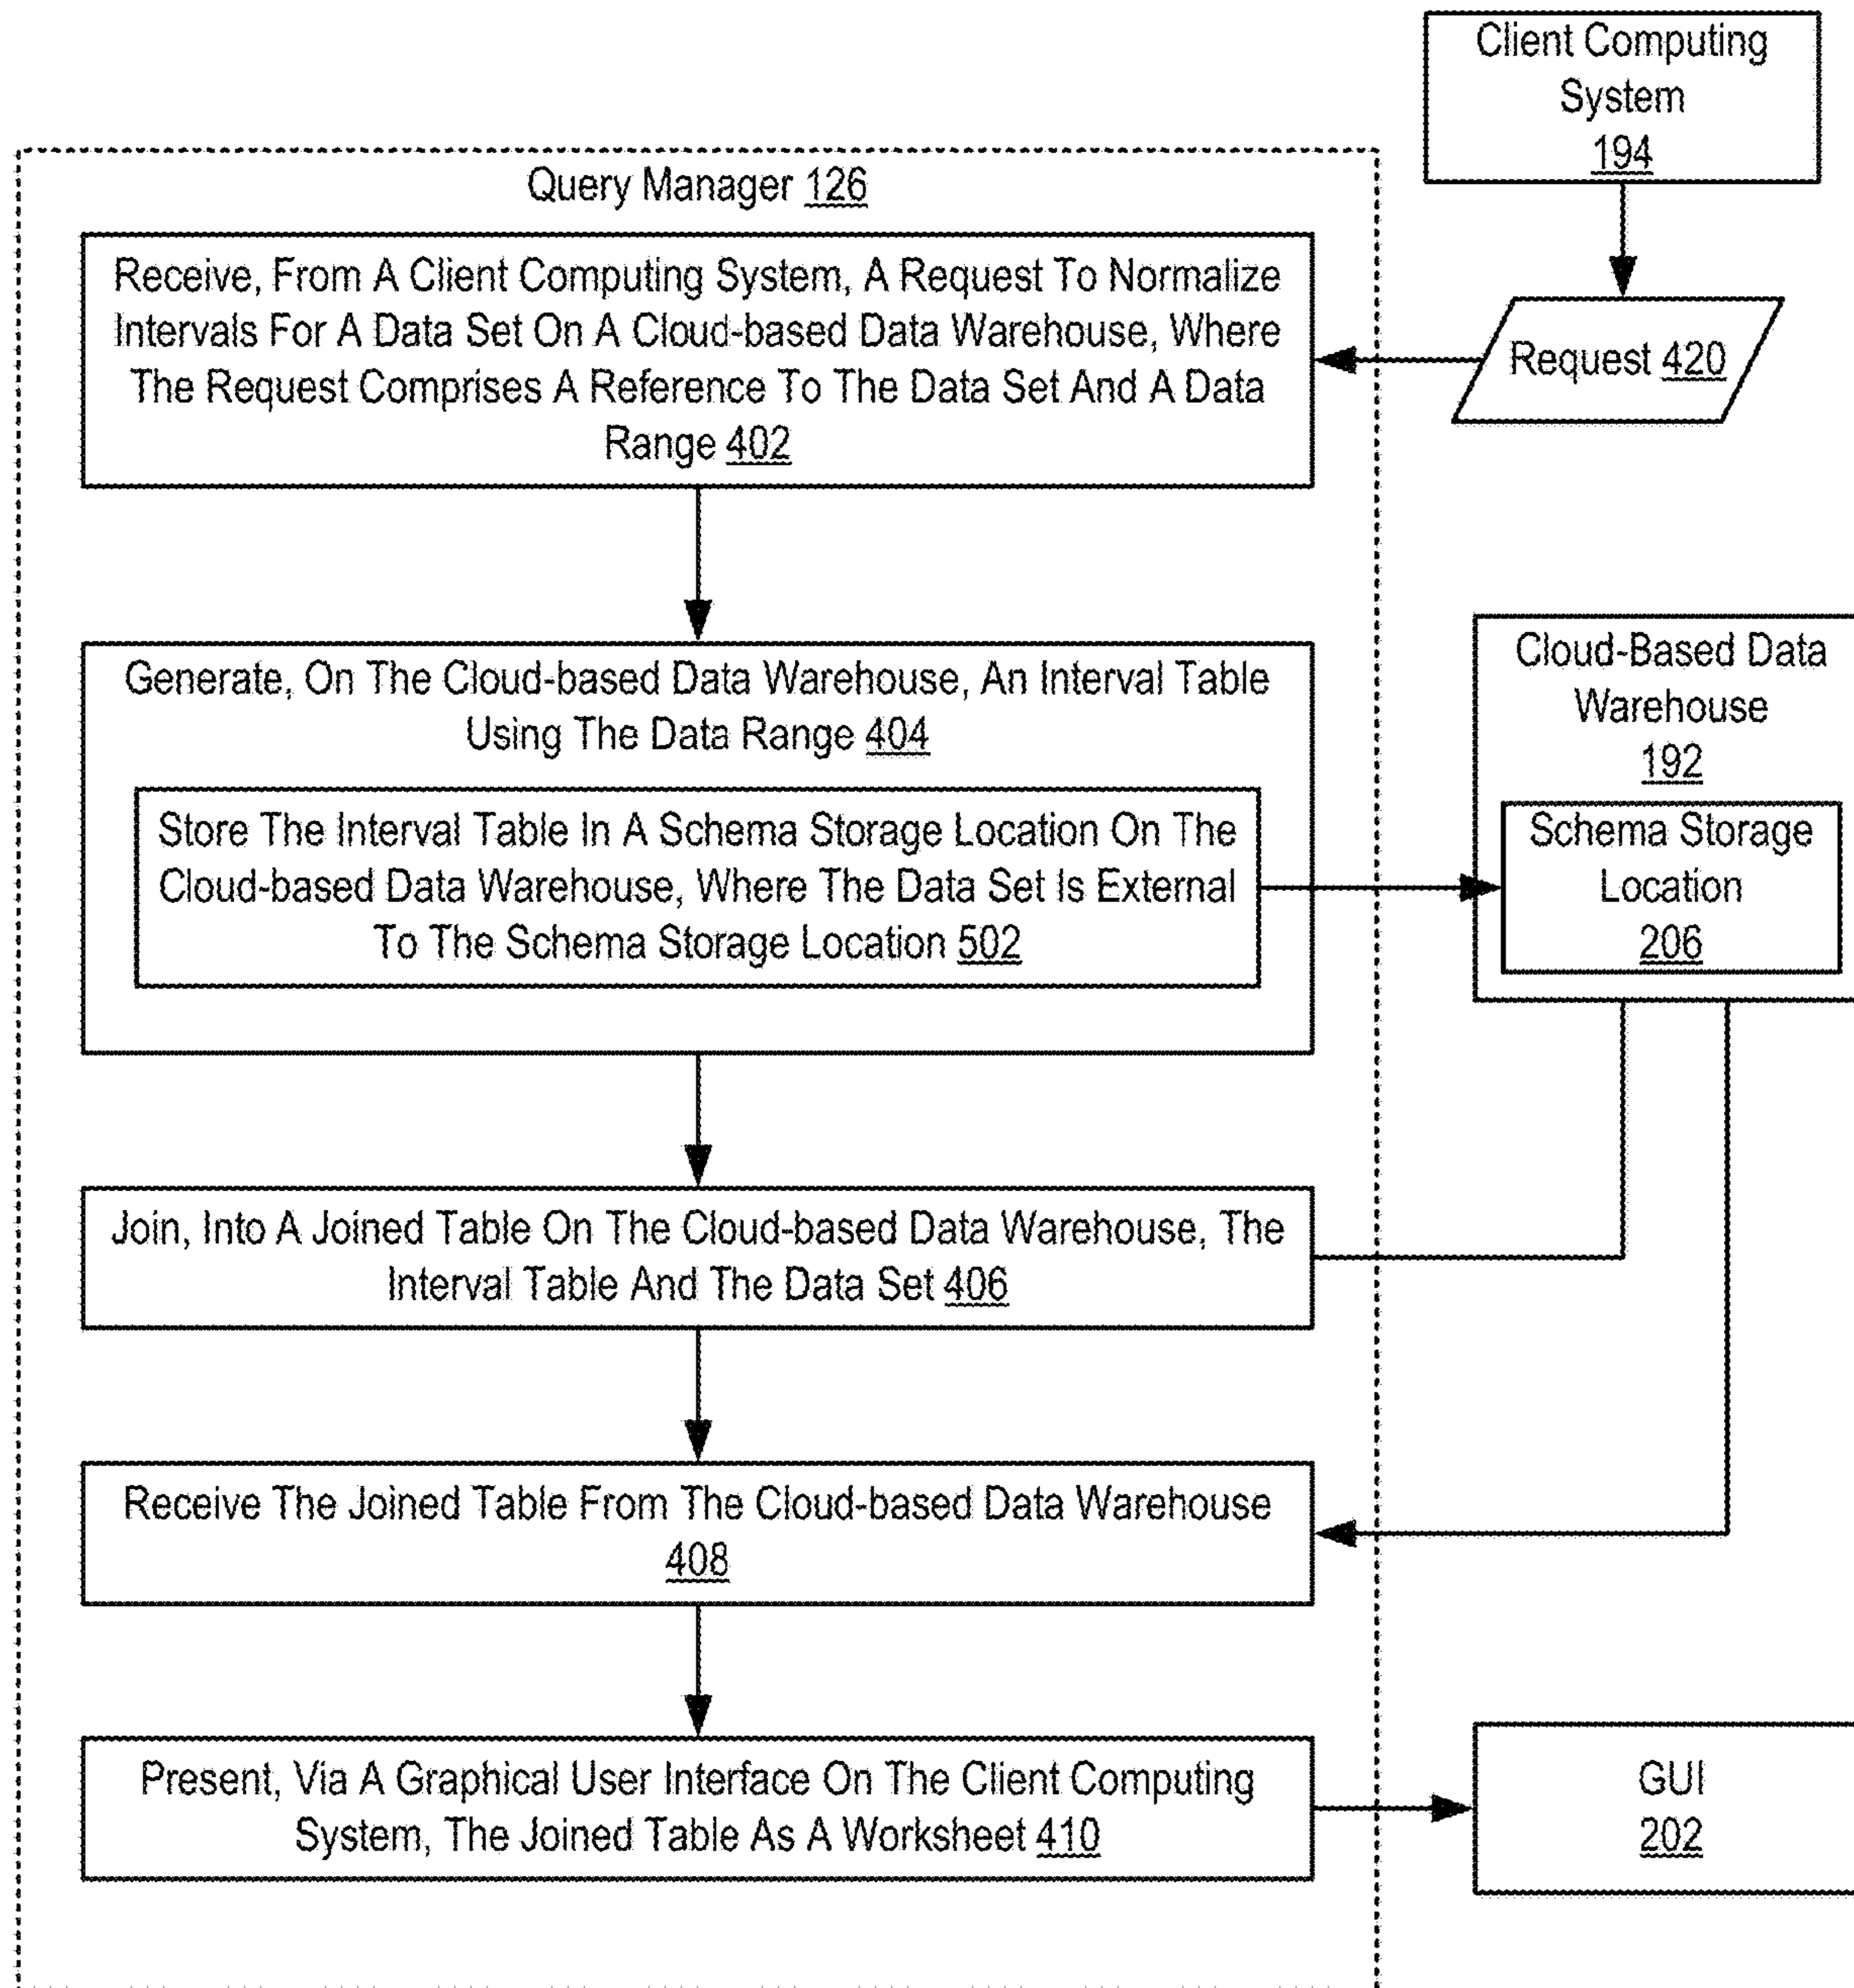 Client Computing
System
194
Query Manager 126
Receive, From A Client Computing System, A Request To Normalize
Intervals For A Data Set On A Cloud-based Data Warehouse, Where
The Request Comprises A Reference To The Data Set And A Data
Range 402
Request 420
Generate, On The Cloud-based Data Warehouse, An Interval Table
Using The Data Range 404
Store The Interval Table In A Schema Storage Location On The
Cloud-based Data Warehouse, Where The Data Set Is External
To The Schema Storage Location 502
Cloud-Based Data
Warehouse
192
Schema Storage
Location
206
Join, Into A Joined Table On The Cloud-based Data Warehouse, The
Interval Table And The Data Set 406
Receive The Joined Table From The Cloud-based Data Warehouse
408
Present, Via A Graphical User Interface On The Client Computing
System, The Joined Table As A Worksheet 410
GUI
202